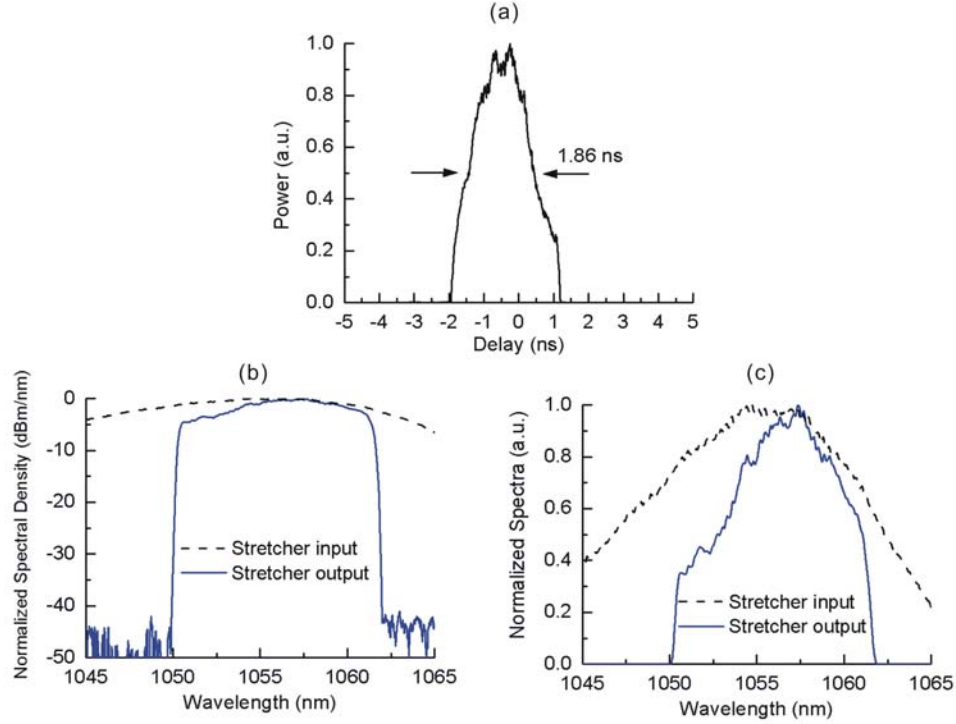 (a)
Power (a.u.)
1.0
0.8
0.6
0.4
0.2
0.0
1.86 ns
-5 -4 -3 -2 -1 0 1 2 3 4 5
Delay (ns)
(b)
Normalized Spectral Density (dBm/nm)
0
-10
-20
-30
-40
-50
Stretcher input
Stretcher output
1045 1050 1055 1060 1065
Wavelength (nm)
(c)
Normalized Spectra (a.u.)
1.0
0.8
0.6
0.4
0.2
0.0
Stretcher input
Stretcher output
1045 1050 1055 1060 1065
Wavelength (nm)